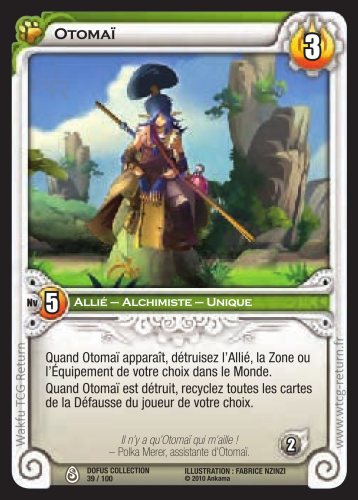 OTOMAÏ
3
Nv 5 ALLIÉ – ALCHIMISTE – UNIQUE
Quand Otomaï apparaît, détruisez l'Allié, la Zone ou
l'Équipement de votre choix dans le Monde.
Quand Otomaï est détruit, recyclez toutes les cartes
de la Défausse du joueur de votre choix.
Il n'y a qu'Otomaï qui m'aille !
– Polka Merer, assistante d'Otomaï.
2
DOFUS COLLECTION
39 / 100
ILLUSTRATION : FABRICE NZINZI
© 2010 Ankama
Wakfu TCG Return
www.wtcg-return.fr